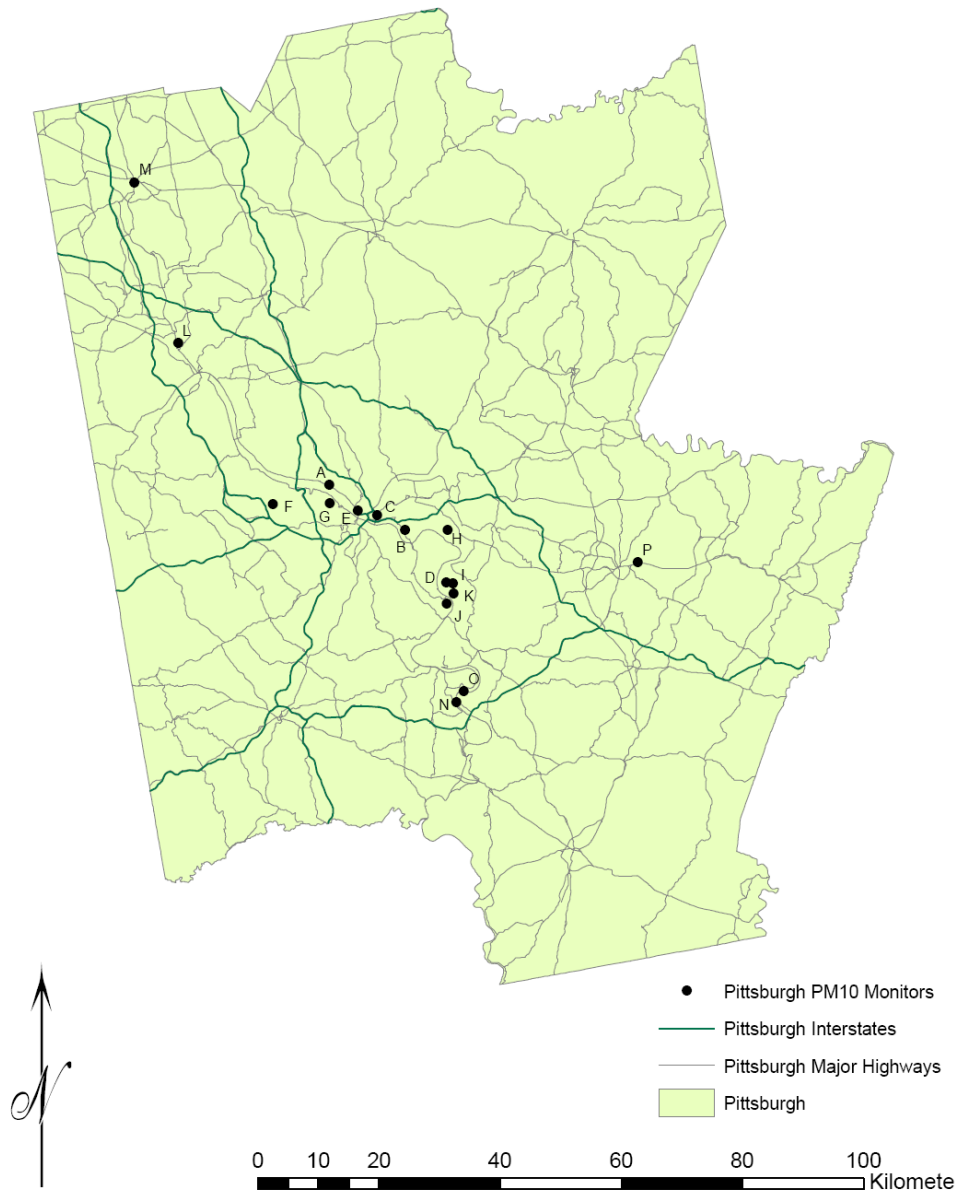 M
L
A
F
G
E
C
B
H
P
D
I
K
J
O
N
Pittsburgh PM10 Monitors
Pittsburgh Interstates
Pittsburgh Major Highways
Pittsburgh
N
0 10 20 40 60 80 100
Kilomete